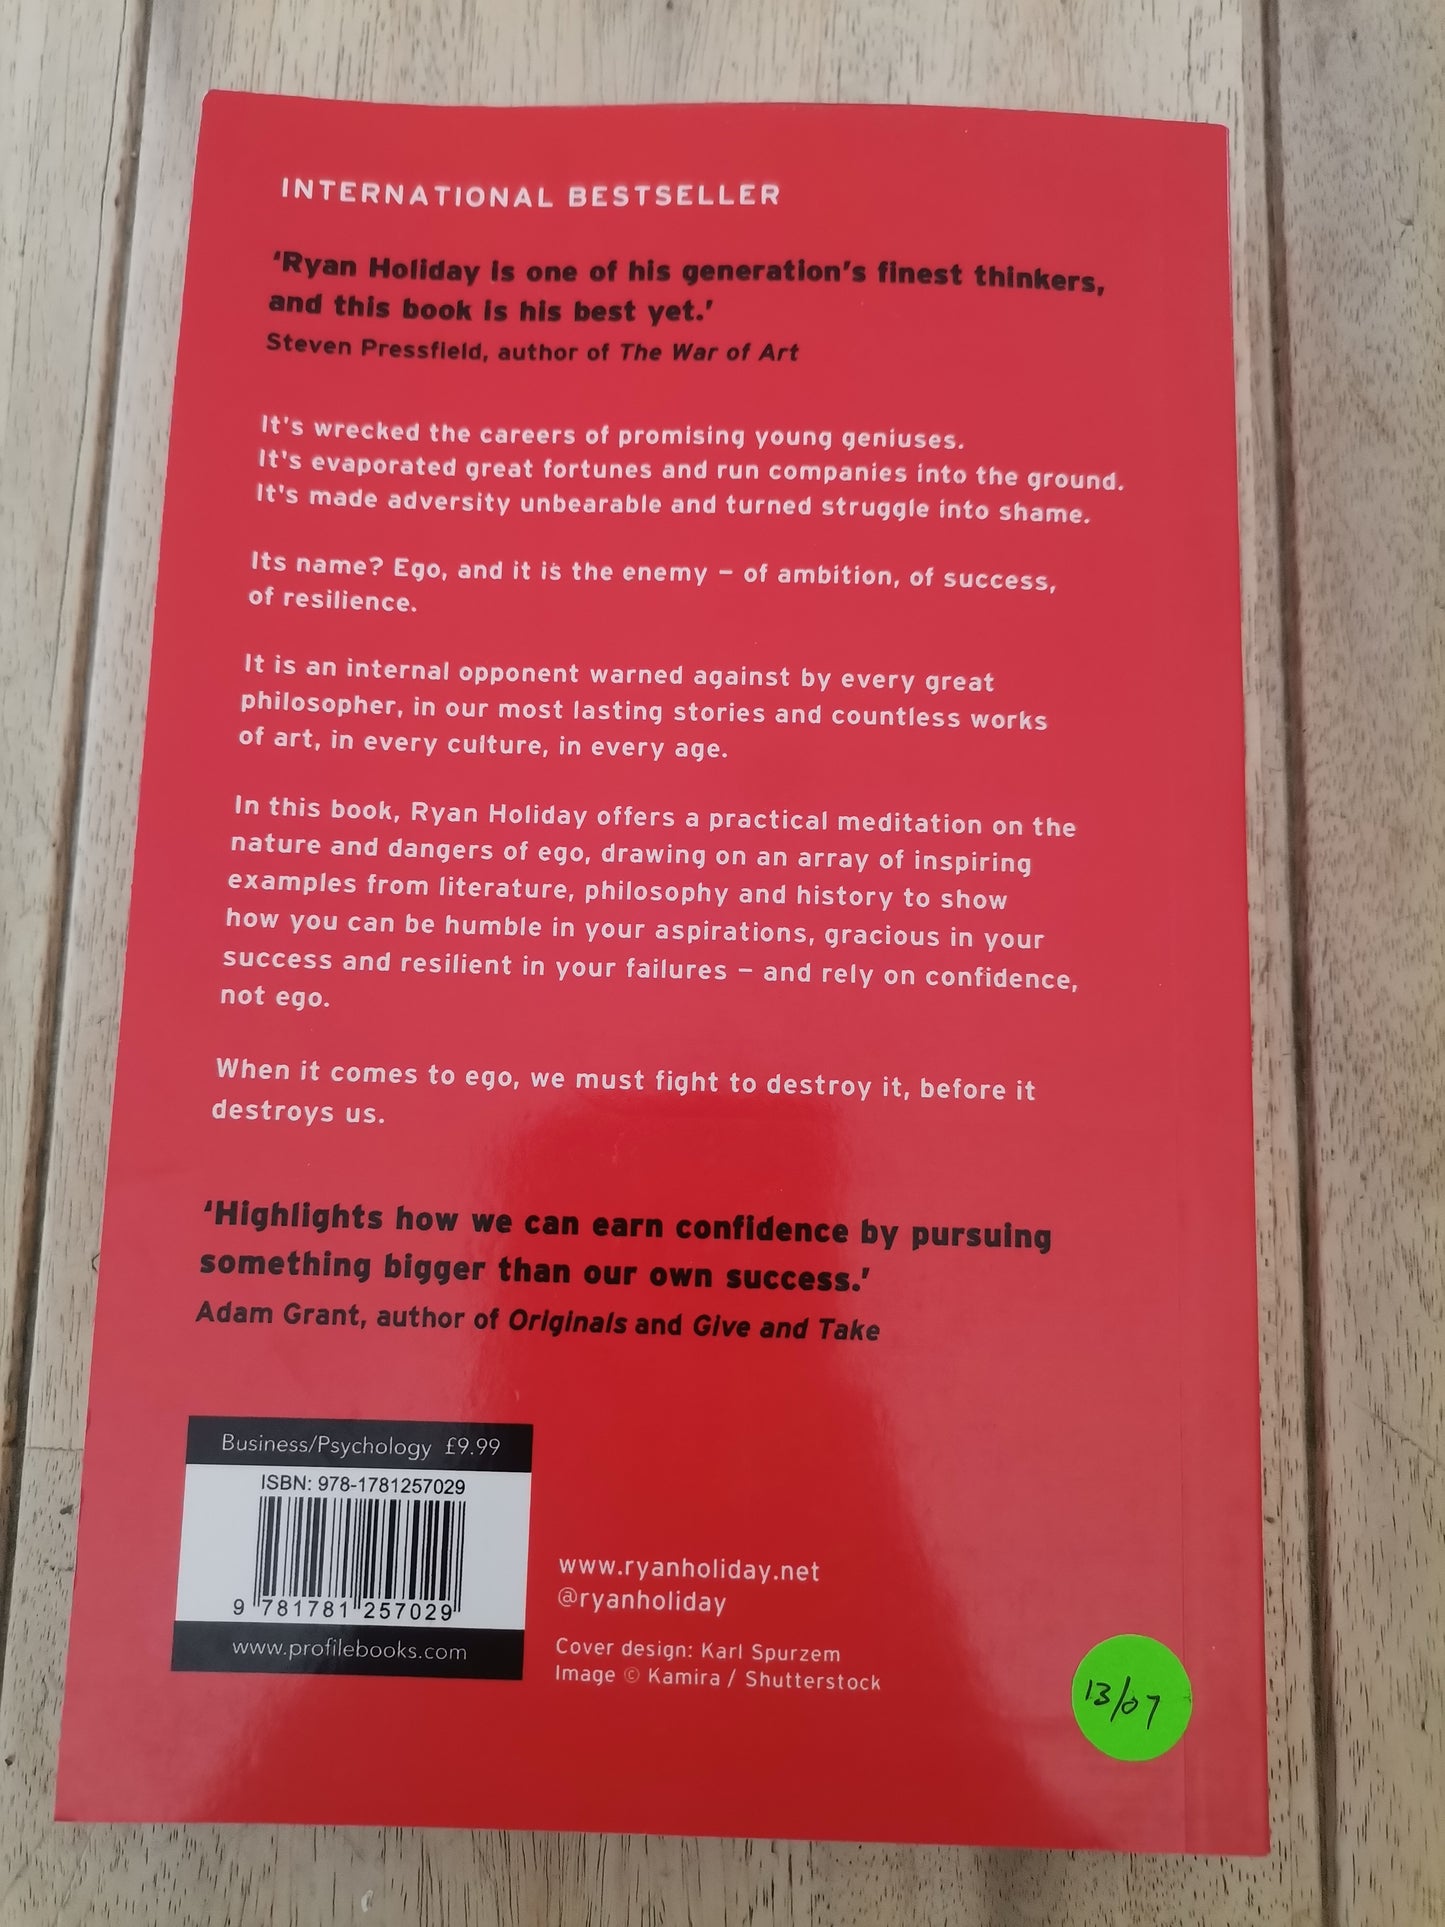 INTERNATIONAL BESTSELLER
‘Ryan Holiday is one of his generation’s finest thinkers,
and this book is his best yet.’
Steven Pressfield, author of The War of Art
It's wrecked the careers of promising young geniuses.
It's evaporated great fortunes and run companies into the ground.
It's made adversity unbearable and turned struggle into shame.
Its name? Ego, and it is the enemy – of ambition, of success,
of resilience.
It is an internal opponent warned against by every great
philosopher, in our most lasting stories and countless works
of art, in every culture, in every age.
In this book, Ryan Holiday offers a practical meditation on the
nature and dangers of ego, drawing on an array of inspiring
examples from literature, philosophy and history to show
how you can be humble in your aspirations, gracious in your
success and resilient in your failures – and rely on confidence,
not ego.
When it comes to ego, we must fight to destroy it, before it
destroys us.
‘Highlights how we can earn confidence by pursuing
something bigger than our own success.’
Adam Grant, author of Originals and Give and Take
Business/Psychology £9.99
ISBN: 978-1781257029
9 781781 257029
www.profilebooks.com
www.ryanholiday.net
@ryanholiday
Cover design: Karl Spurzem
Image © Kamira / Shutterstock
13/07